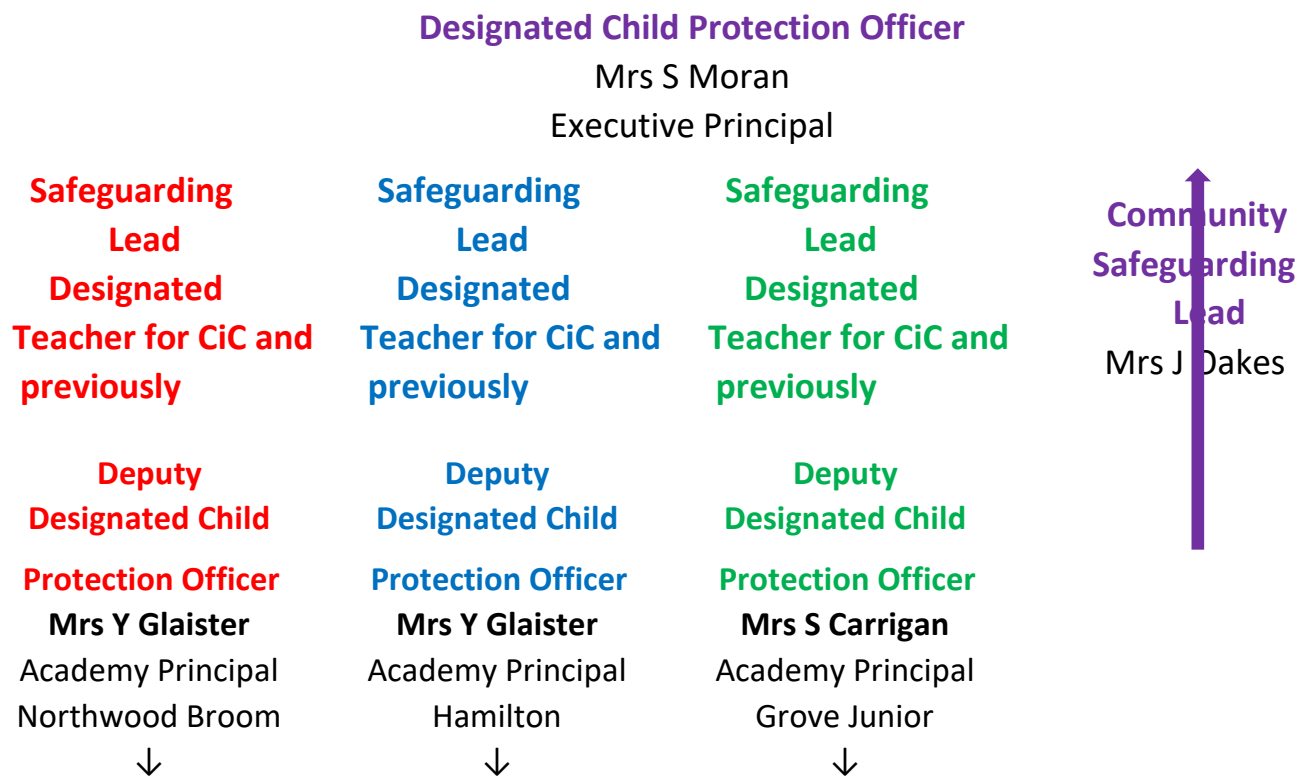 Designated Child Protection Officer
Mrs S Moran
Executive Principal
Safeguarding
Lead
Designated
Teacher for CiC and
previously
Deputy
Designated Child
Protection Officer
Mrs Y Glaister
Academy Principal
Northwood Broom
↓
Safeguarding
Lead
Designated
Teacher for CiC and
previously
Deputy
Designated Child
Protection Officer
Mrs Y Glaister
Academy Principal
Hamilton
↓
Safeguarding
Lead
Designated
Teacher for CiC and
previously
Deputy
Designated Child
Protection Officer
Mrs S Carrigan
Academy Principal
Grove Junior
↓
Community
Safeguarding
Lead
Mrs J Oakes